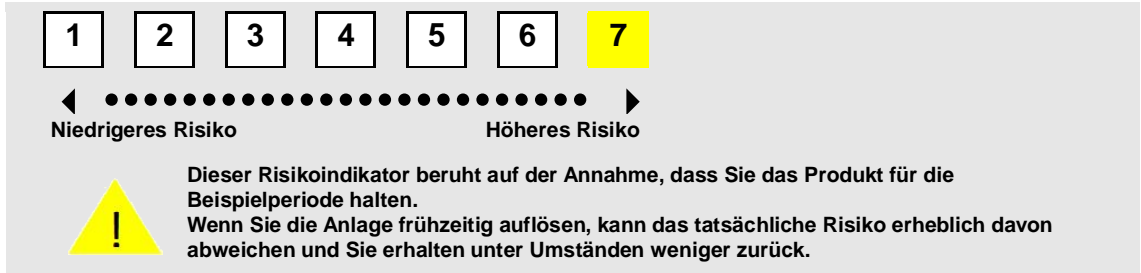 1 2 3 4 5 6 7
Niedrigeres Risiko Höheres Risiko
Dieser Risikoindikator beruht auf der Annahme, dass Sie das Produkt für die
Beispielperiode halten.
Wenn Sie die Anlage frühzeitig auflösen, kann das tatsächliche Risiko erheblich davon
abweichen und Sie erhalten unter Umständen weniger zurück.
!